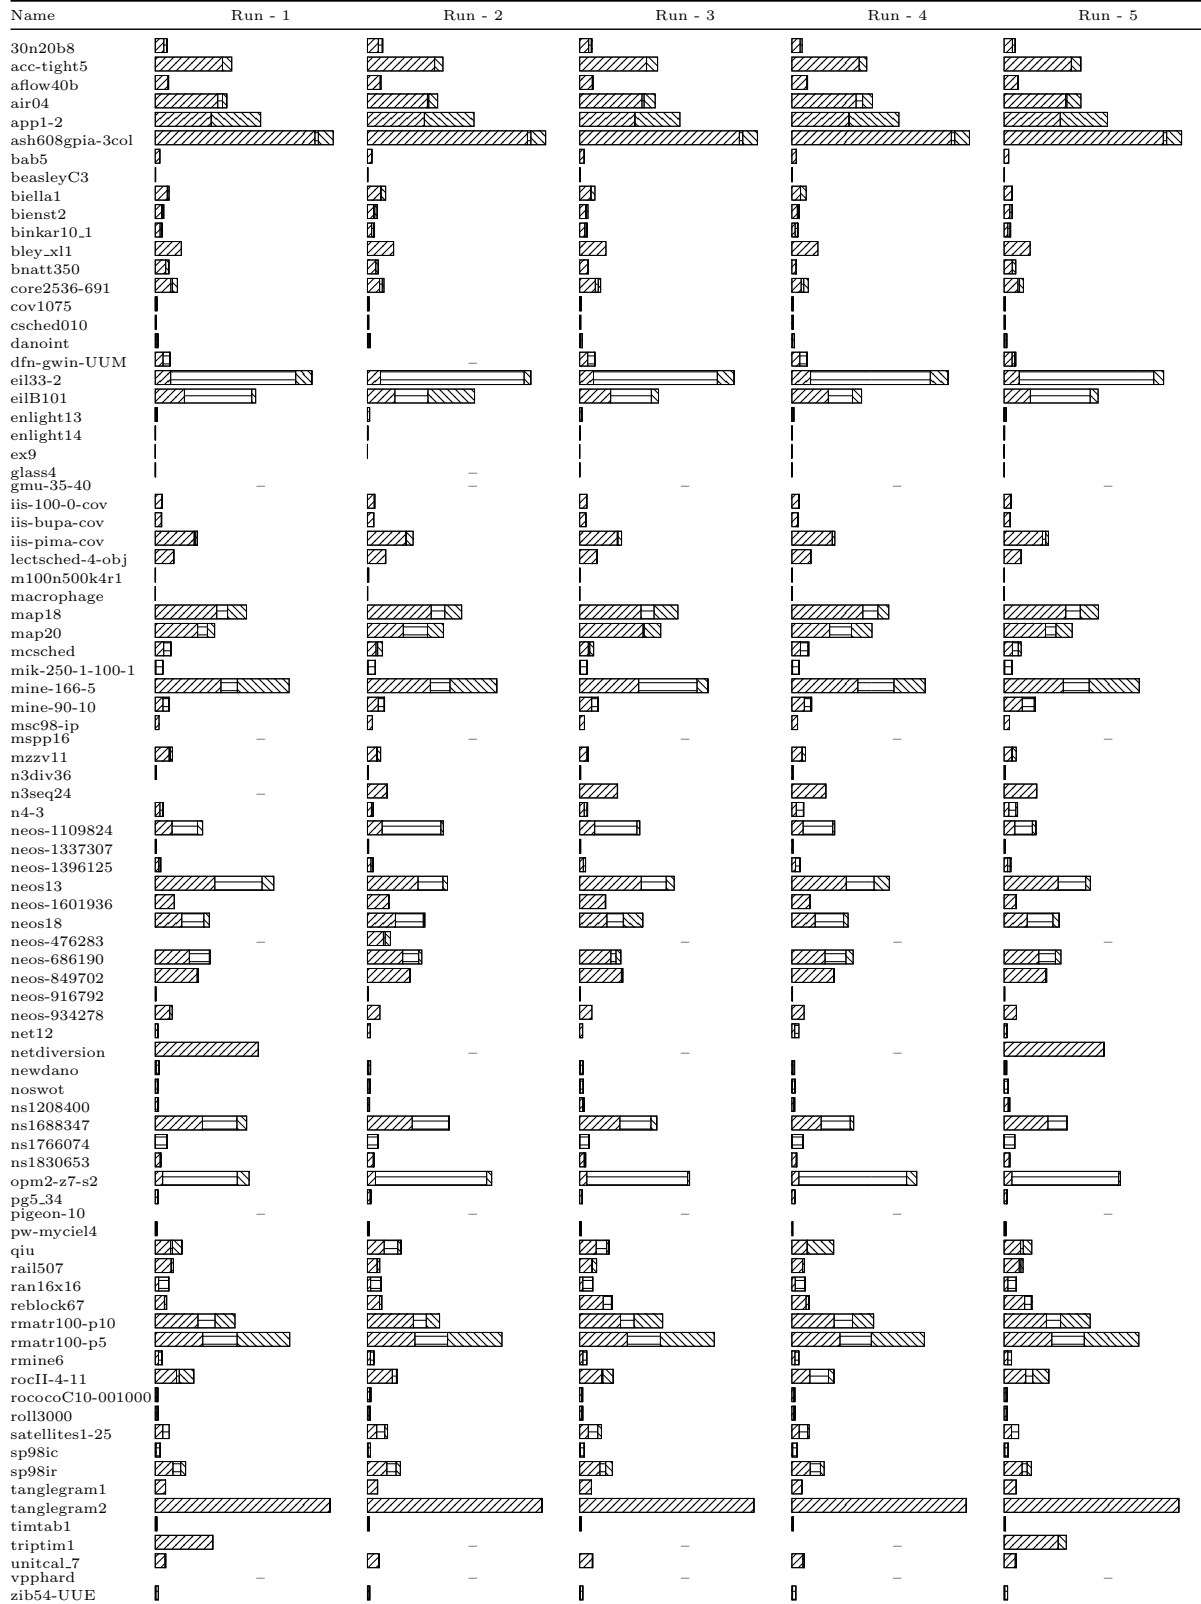 Name Run - 1 Run - 2 Run - 3 Run - 4 Run - 5
30n20b8
acc-tight5
aflow40b
air04
app1-2
ash608gpia-3col
bab5
beasleyC3
biella1
bienst2
binkar10_1
bley_xl1
bnatt350
core2536-691
cov1075
csched010
danoint
dfn-gwin-UUM –
eil33-2
eilB101
enlight13
enlight14
ex9
glass4 –
gmu-35-40 – – – – –
iis-100-0-cov
iis-bupa-cov
iis-pima-cov
lectsched-4-obj
m100n500k4r1
macrophage
map18
map20
mcsched
mik-250-1-100-1
mine-166-5
mine-90-10
msc98-ip
mspp16 – – – – –
mzzv11
n3div36
n3seq24 –
n4-3
neos-1109824
neos-1337307
neos-1396125
neos13
neos-1601936
neos18
neos-476283 – – – –
neos-686190
neos-849702
neos-916792
neos-934278
net12
netdiversion – – –
newdano
noswot
ns1208400
ns1688347
ns1766074
ns1830653
opm2-z7-s2
pg5_34
pigeon-10 – – – – –
pw-myciel4
qiu
rail507
ran16x16
reblock67
rmatr100-p10
rmatr100-p5
rmine6
rocII-4-11
rococoC10-001000
roll3000
satellites1-25
sp98ic
sp98ir
tanglegram1
tanglegram2
timtab1
triptim1 – – –
unitcal_7
vpphard – – – – –
zib54-UUE